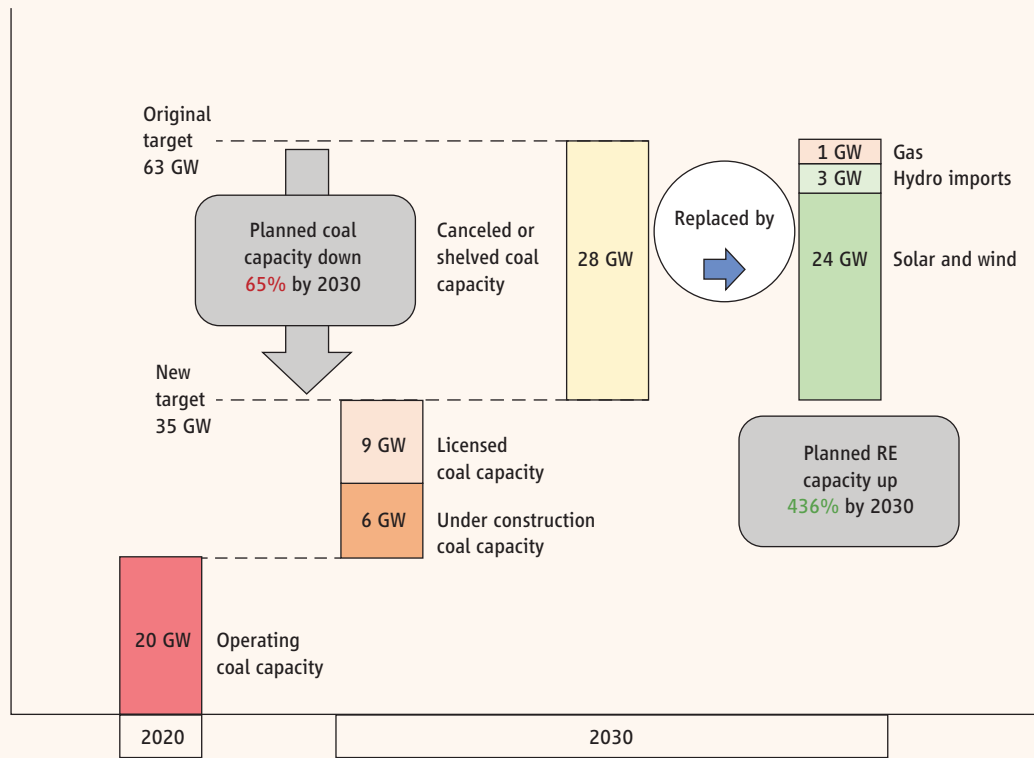 Original
target
63 GW
Planned coal
capacity down
65% by 2030
Canceled or
shelved coal
capacity
28 GW
Replaced by
1 GW
Gas
3 GW
Hydro imports
24 GW
Solar and wind
New
target
35 GW
9 GW
Licensed
coal capacity
6 GW
Under construction
coal capacity
Planned RE
capacity up
436% by 2030
20 GW
Operating
coal capacity
2020
2030